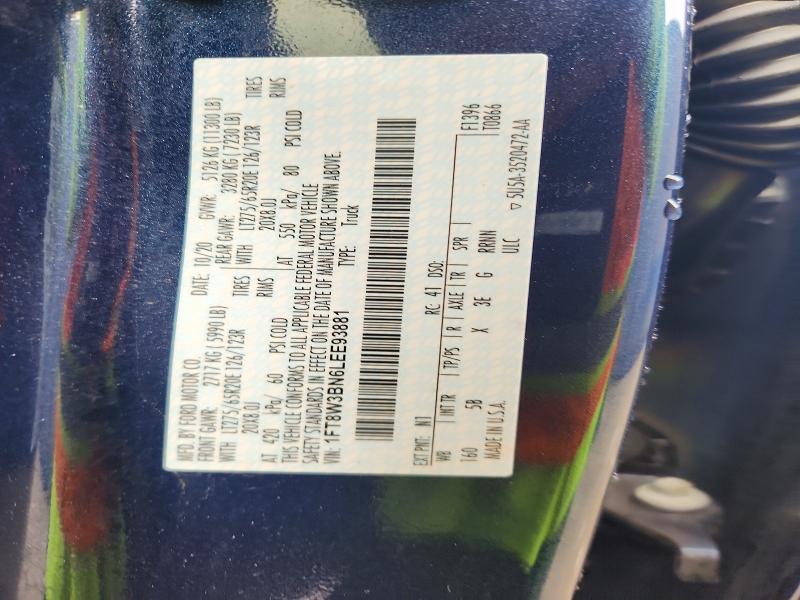 MFD. BY FORD MOTOR CO.
DATE: 10/20 GVWR: 5126 KG (11300 LB)
FRONT GAWR: 2717 KG (5990 LB) REAR GAWR: 3280 KG (7230 LB)
WITH LT275/65R20E 126/123R TIRES WITH LT275/65R20E 126/123R TIRES
20X8.0J RIMS 20X8.0J RIMS
AT 420 kPa/ 60 PSI COLD AT 550 kPa/ 80 PSI COLD
THIS VEHICLE CONFORMS TO ALL APPLICABLE FEDERAL MOTOR VEHICLE
SAFETY STANDARDS IN EFFECT ON THE DATE OF MANUFACTURE SHOWN ABOVE.
VIN: 1FT8W3BN6LEE93881 TYPE: Truck
EXT PNT: N1 RC: 41 DSO: F1396
WB INT TR TP/PS R AXLE TR SPR T0866
160 5B X 3E G RRNN
MADE IN U.S.A. ULC ▽ 5U5A-3520472-AA